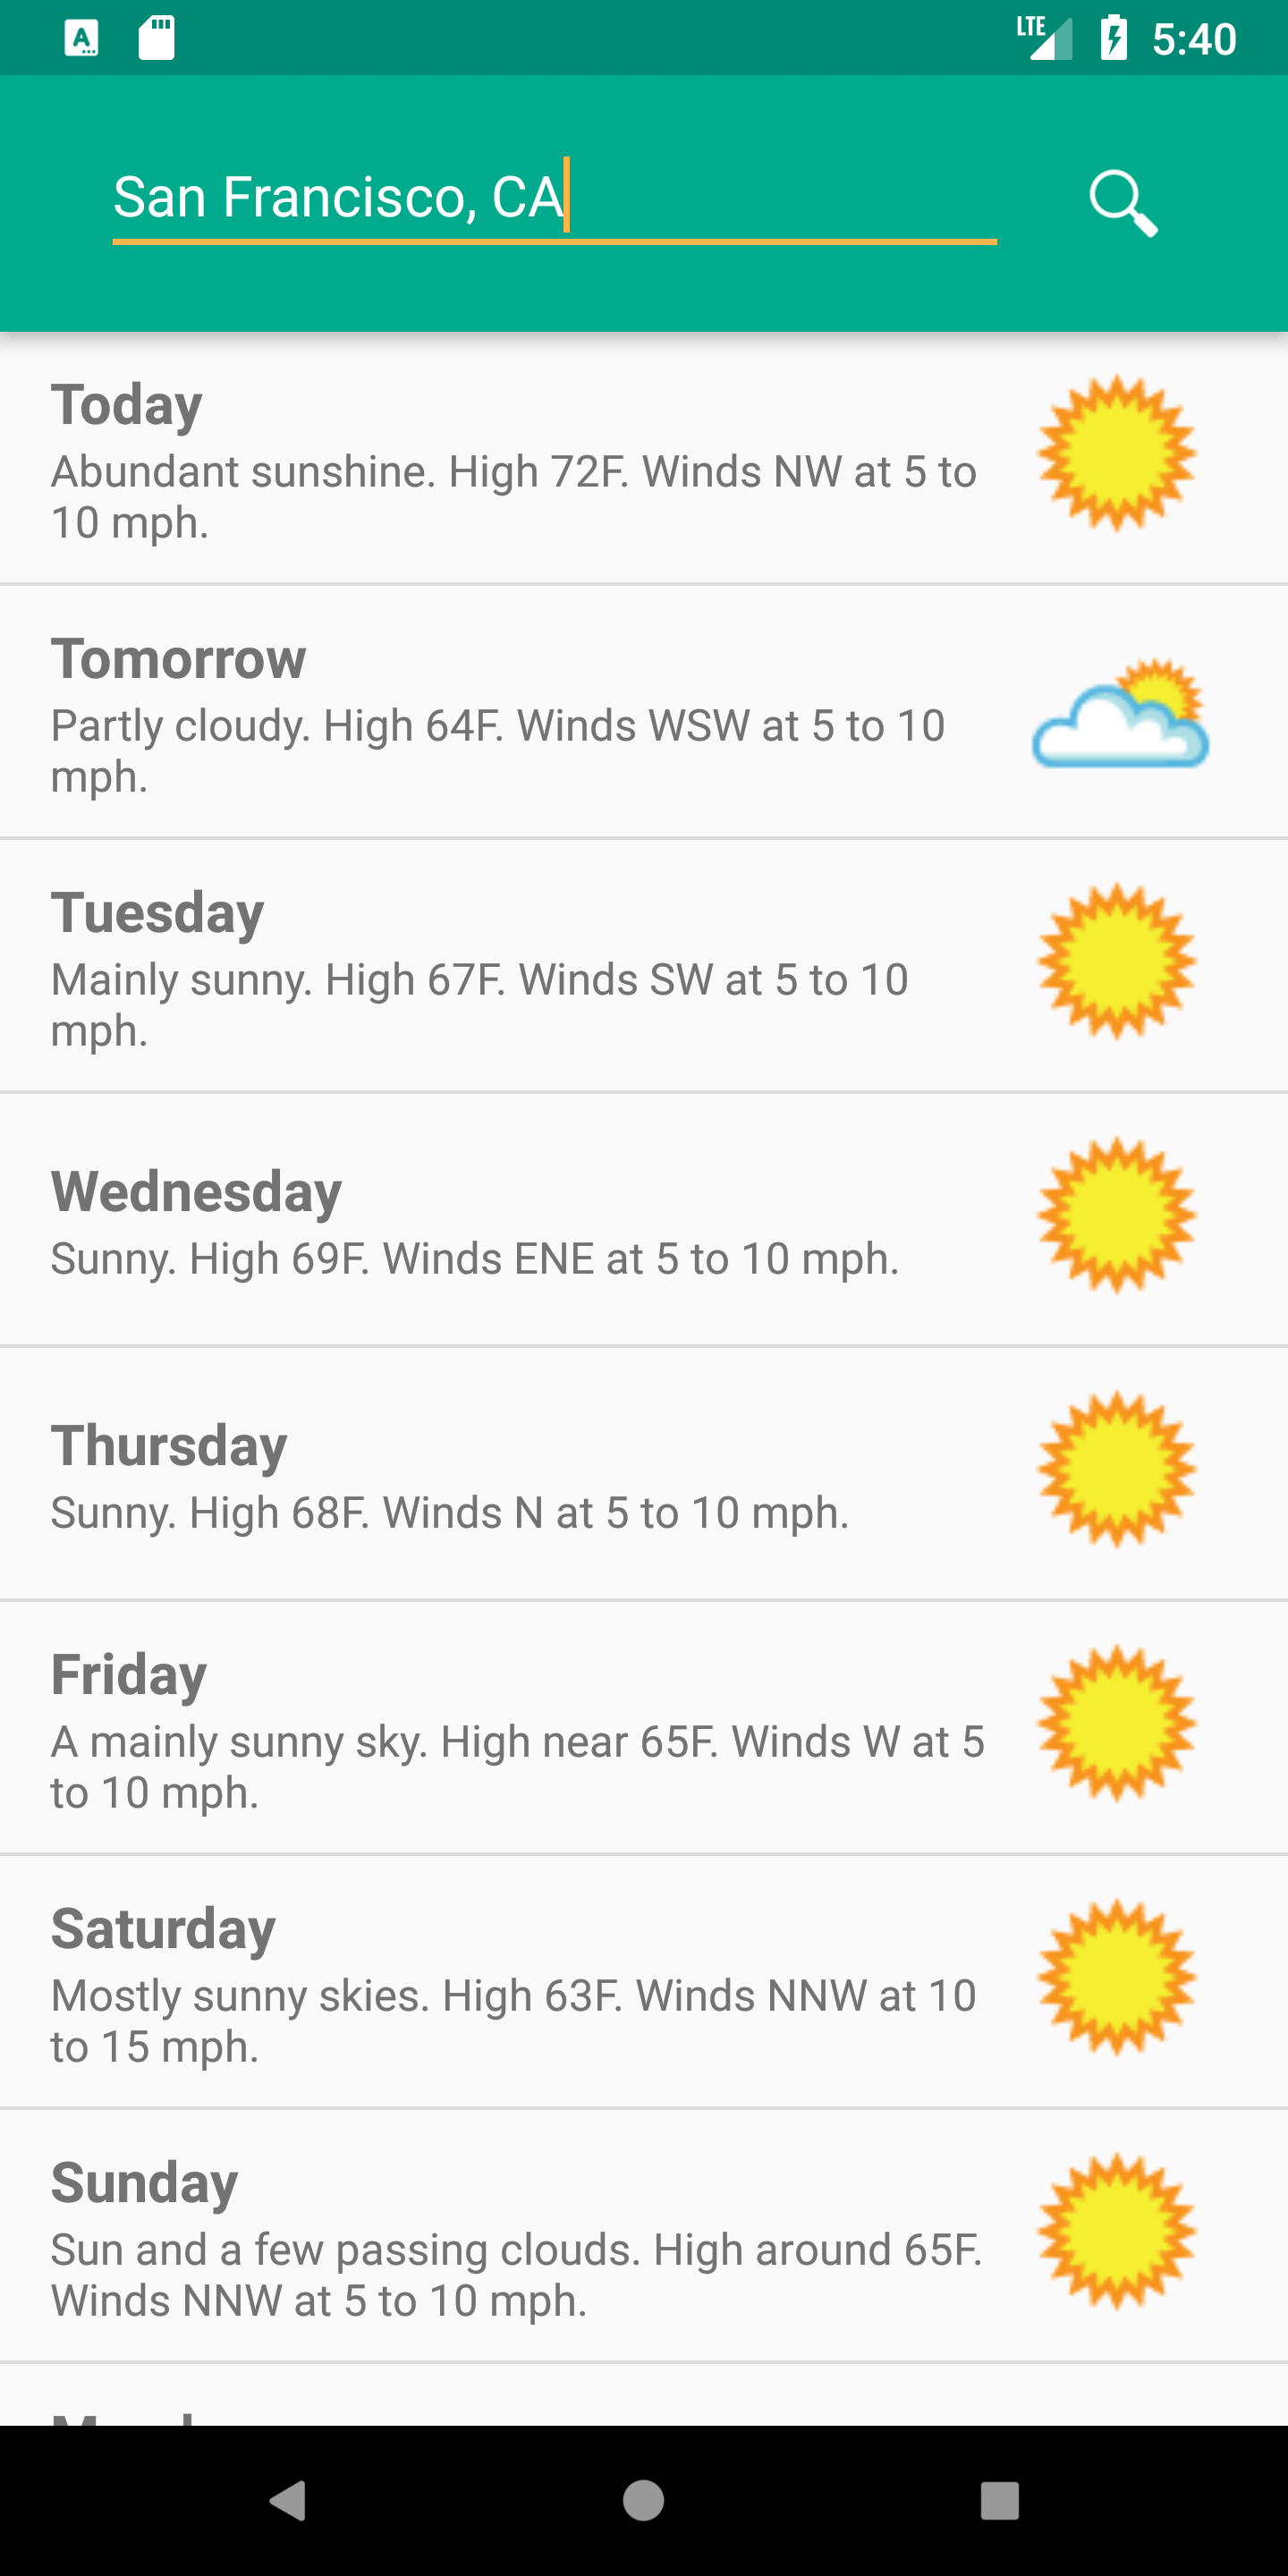 LTE 5:40
San Francisco, CA
Today
Abundant sunshine. High 72F. Winds NW at 5 to
10 mph.
Tomorrow
Partly cloudy. High 64F. Winds WSW at 5 to 10
mph.
Tuesday
Mainly sunny. High 67F. Winds SW at 5 to 10
mph.
Wednesday
Sunny. High 69F. Winds ENE at 5 to 10 mph.
Thursday
Sunny. High 68F. Winds N at 5 to 10 mph.
Friday
A mainly sunny sky. High near 65F. Winds W at 5
to 10 mph.
Saturday
Mostly sunny skies. High 63F. Winds NNW at 10
to 15 mph.
Sunday
Sun and a few passing clouds. High around 65F.
Winds NNW at 5 to 10 mph.